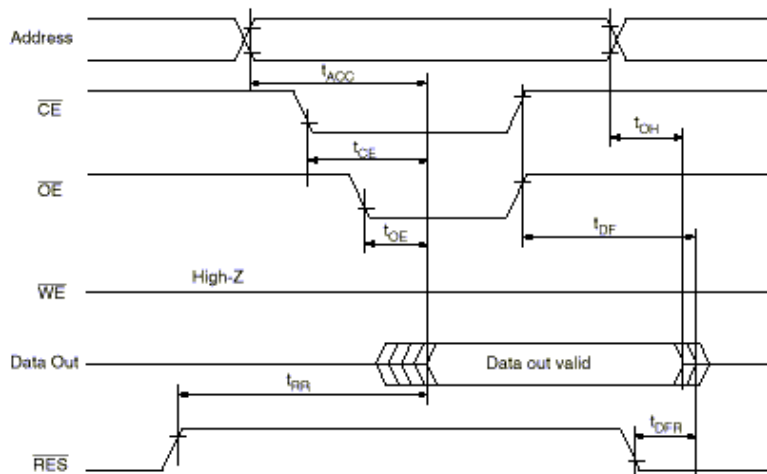 Address
tACC
CE
tOH
tCE
OE
tDF
tOE
High-Z
WE
Data Out
Data out valid
tRR
tDFR
RES